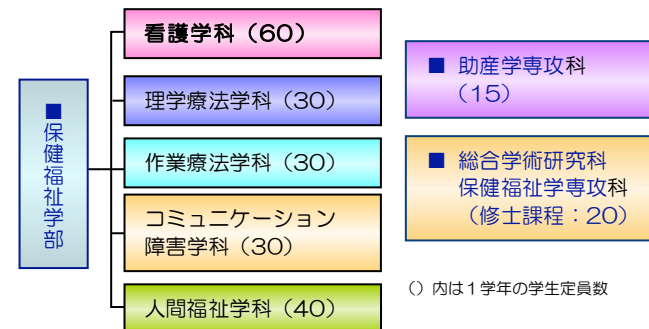 ■保健福祉学部
看護学科（60）
理学療法学科（30）
作業療法学科（30）
コミュニケーション
障害学科（30）
人間福祉学科（40）
■ 助産学専攻科
（15）
■ 総合学術研究科
保健福祉学専攻科
（修士課程：20）
（）内は１学年の学生定員数